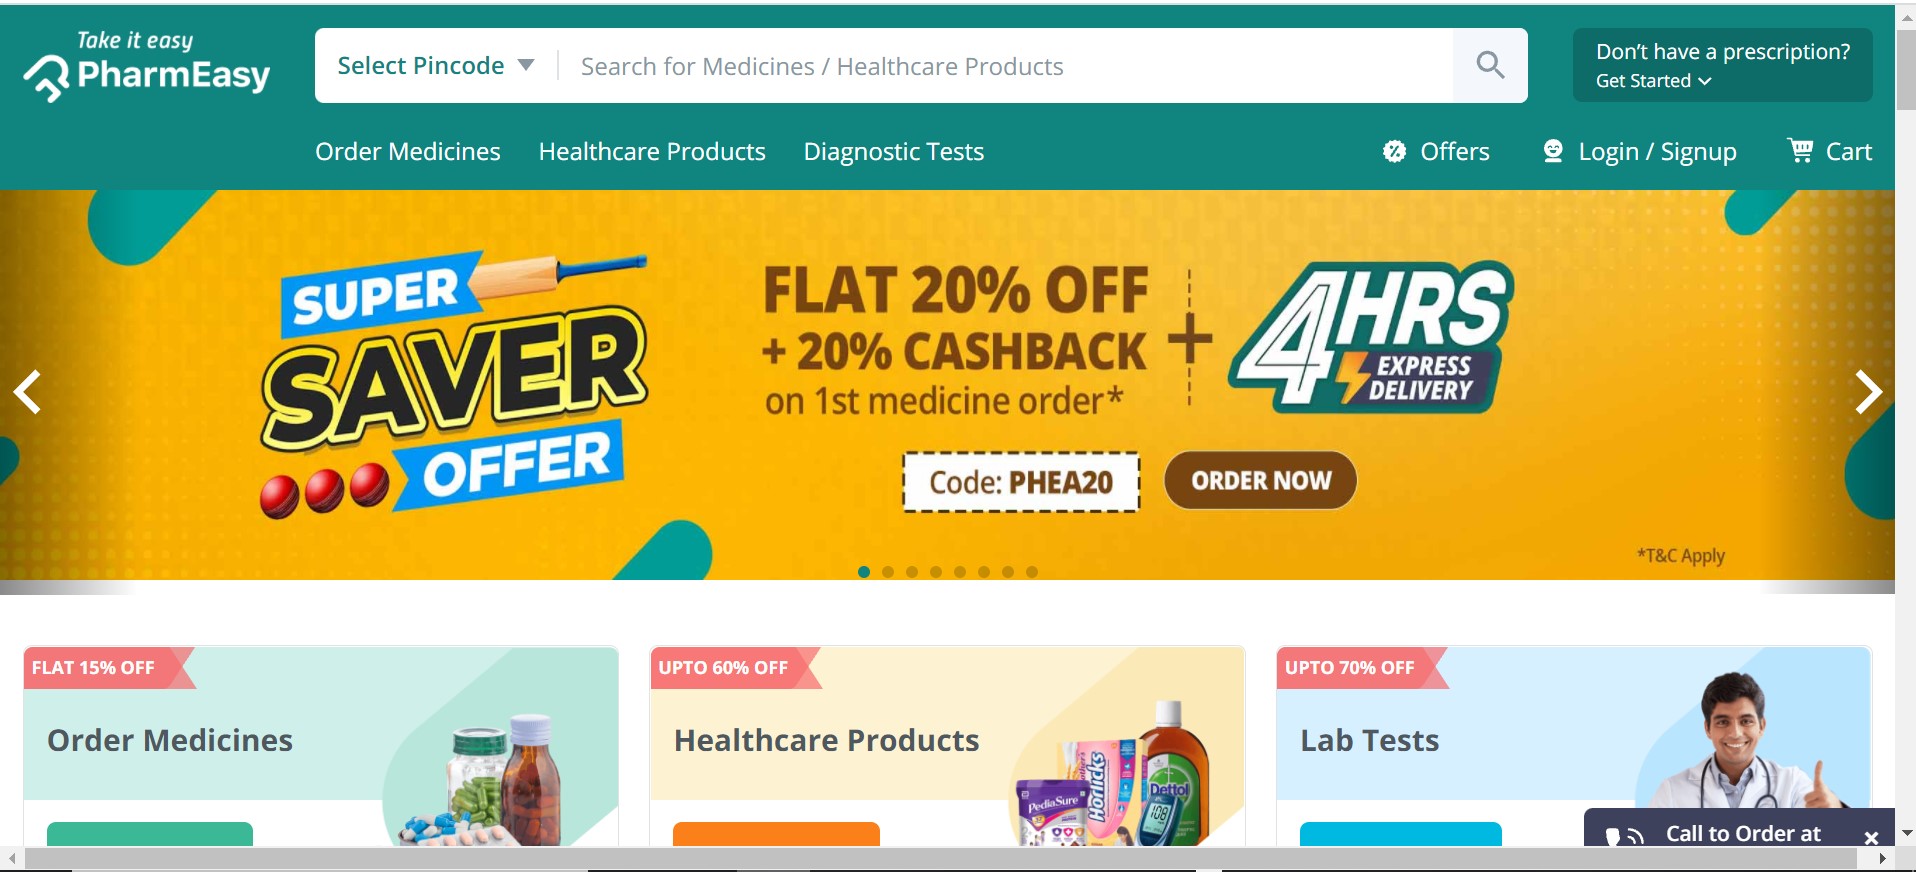 Take it easy
PharmEasy
Select Pincode
Search for Medicines / Healthcare Products
Don't have a prescription?
Get Started
Order Medicines
Healthcare Products
Diagnostic Tests
Offers
Login / Signup
Cart
SUPER
SAVER
OFFER
FLAT 20% OFF
+ 20% CASHBACK
on 1st medicine order*
+
4HRS
EXPRESS
DELIVERY
Code: PHEA20
ORDER NOW
*T&C Apply
FLAT 15% OFF
Order Medicines
UPTO 60% OFF
Healthcare Products
PediaSure
Horlicks
Dettol
108
UPTO 70% OFF
Lab Tests
Call to Order at